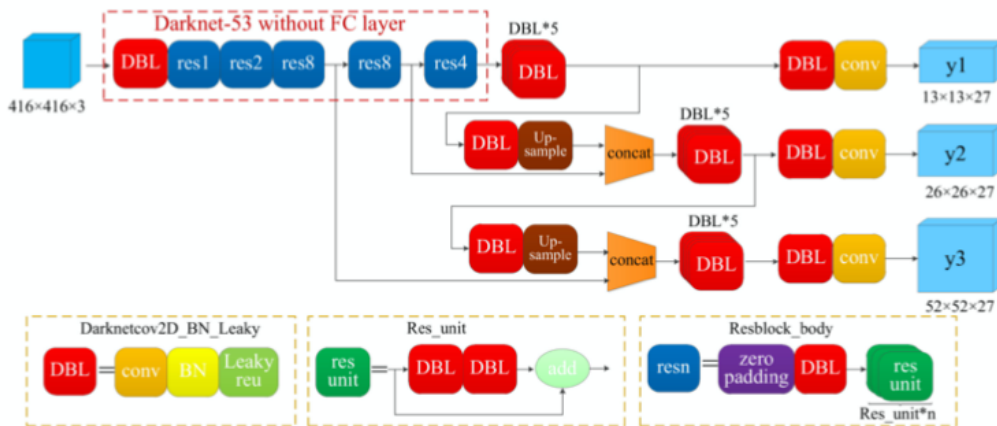 Darknet-53 without FC layer
DBL*5
DBL res1 res2 res8 res8 res4 DBL DBL conv y1
416×416×3
13×13×27
DBL*5
DBL Up-sample concat DBL DBL conv y2
26×26×27
DBL*5
DBL Up-sample concat DBL DBL conv y3
52×52×27
Darknetcov2D_BN_Leaky
DBL = conv BN Leaky reu
Res_unit
res unit = DBL DBL add
Resblock_body
resn = zero padding DBL res unit
Res_unit*n